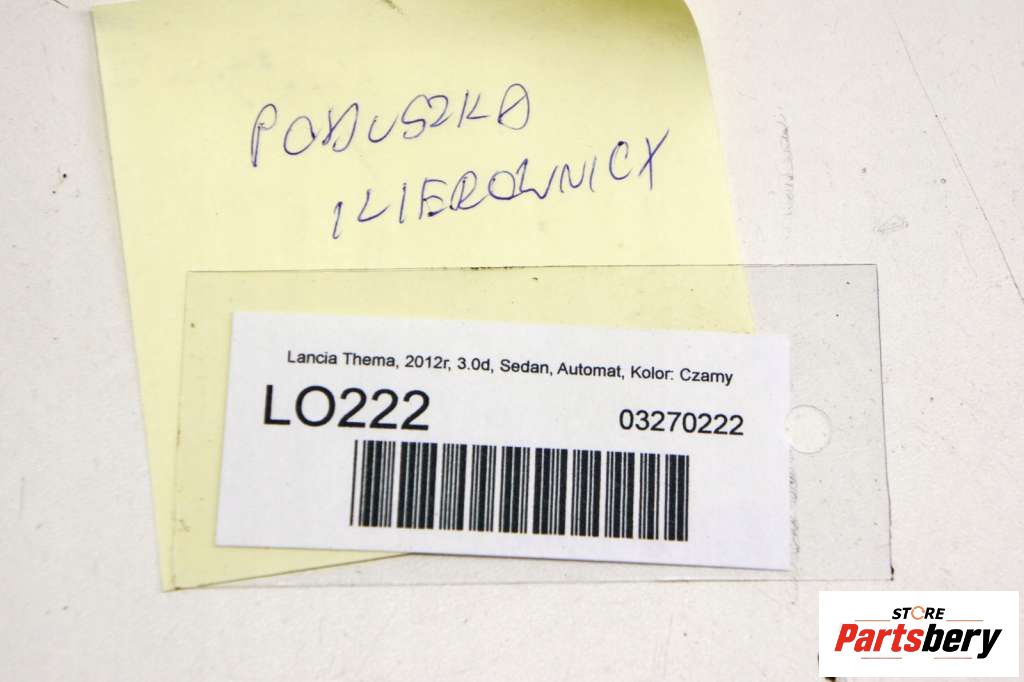 PODUSZKA
KIEROWNICY
Lancia Thema, 2012r, 3.0d, Sedan, Automat, Kolor: Czarny
LO222
03270222
STORE
Partsbery